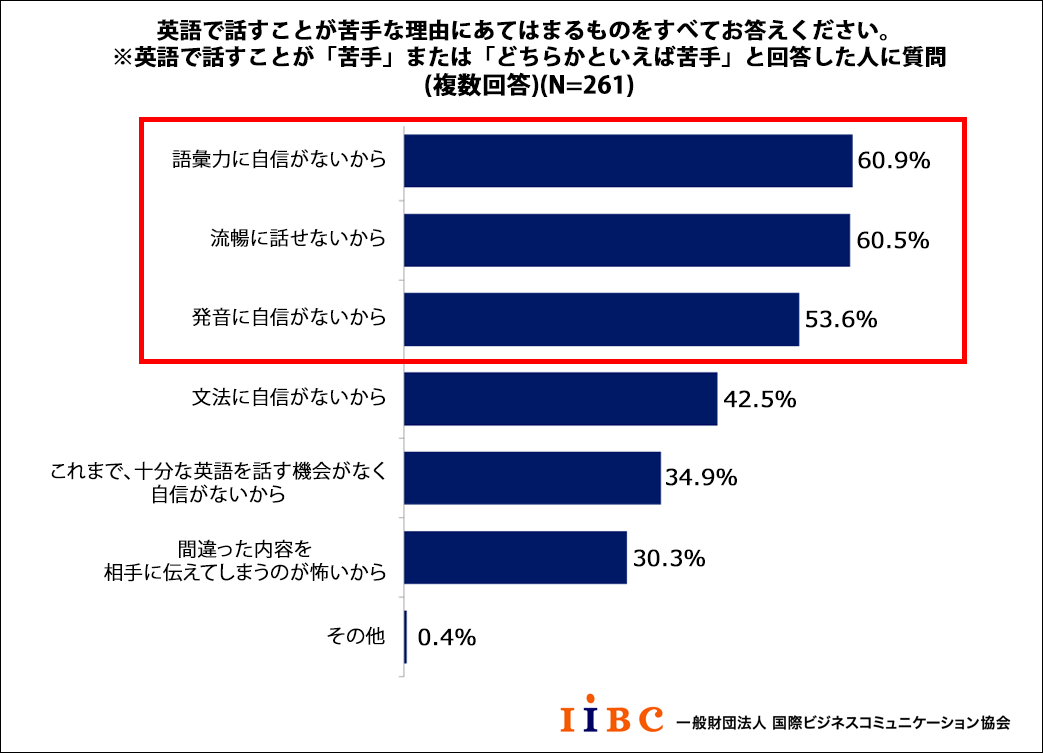 英語で話すことが苦手な理由にあてはまるものをすべてお答えください。
※英語で話すことが「苦手」または「どちらかといえば苦手」と回答した人に質問
(複数回答)(N=261)
語彙力に自信がないから
60.9%
流暢に話せないから
60.5%
発音に自信がないから
53.6%
文法に自信がないから
42.5%
これまで、十分な英語を話す機会がなく
自信がないから
34.9%
間違った内容を
相手に伝えてしまうのが怖いから
30.3%
その他
0.4%
IiBC 一般財団法人 国際ビジネスコミュニケーション協会